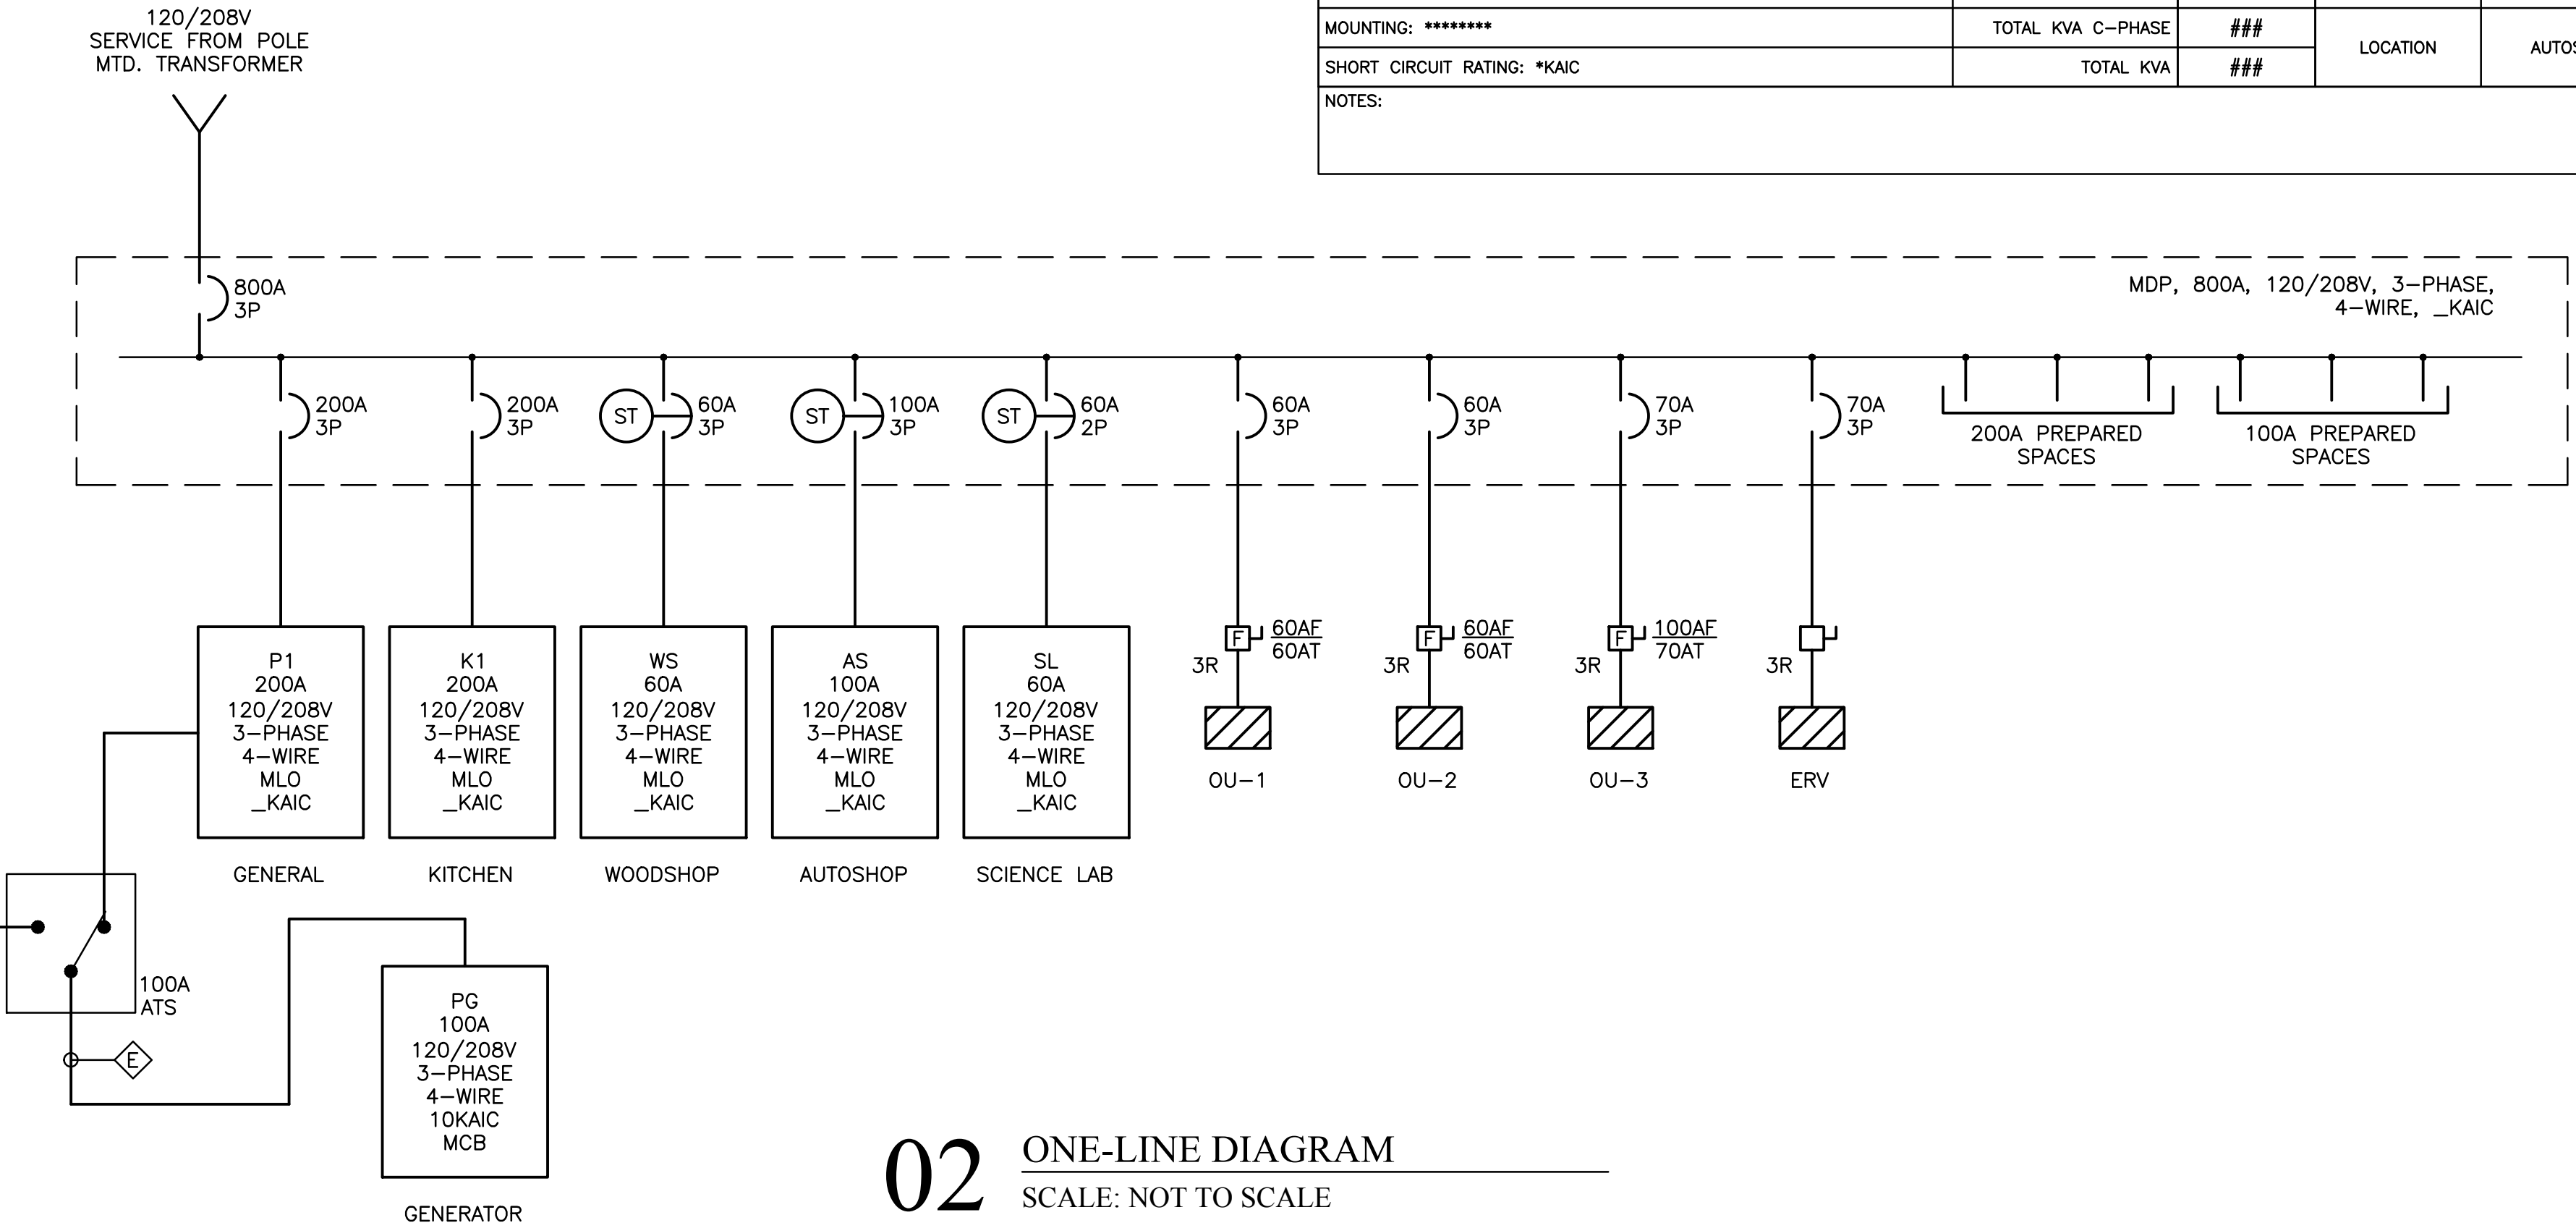 120/208V
SERVICE FROM POLE
MTD. TRANSFORMER
MOUNTING: ********
TOTAL KVA C-PHASE
###
LOCATION
SHORT CIRCUIT RATING: *KAIC
TOTAL KVA
###
NOTES:
800A
3P
MDP, 800A, 120/208V, 3-PHASE,
4-WIRE, _KAIC
200A
3P
200A
3P
ST
60A
3P
ST
100A
3P
ST
60A
2P
60A
3P
60A
3P
70A
3P
70A
3P
200A PREPARED
SPACES
100A PREPARED
SPACES
P1
200A
120/208V
3-PHASE
4-WIRE
MLO
_KAIC
GENERAL
K1
200A
120/208V
3-PHASE
4-WIRE
MLO
_KAIC
KITCHEN
WS
60A
120/208V
3-PHASE
4-WIRE
MLO
_KAIC
WOODSHOP
AS
100A
120/208V
3-PHASE
4-WIRE
MLO
_KAIC
AUTOSHOP
SL
60A
120/208V
3-PHASE
4-WIRE
MLO
_KAIC
SCIENCE LAB
F
60AF
60AT
3R
OU-1
F
60AF
60AT
3R
OU-2
F
100AF
70AT
3R
OU-3
3R
ERV
100A
ATS
E
PG
100A
120/208V
3-PHASE
4-WIRE
10KAIC
MCB
GENERATOR
02
ONE-LINE DIAGRAM
SCALE: NOT TO SCALE